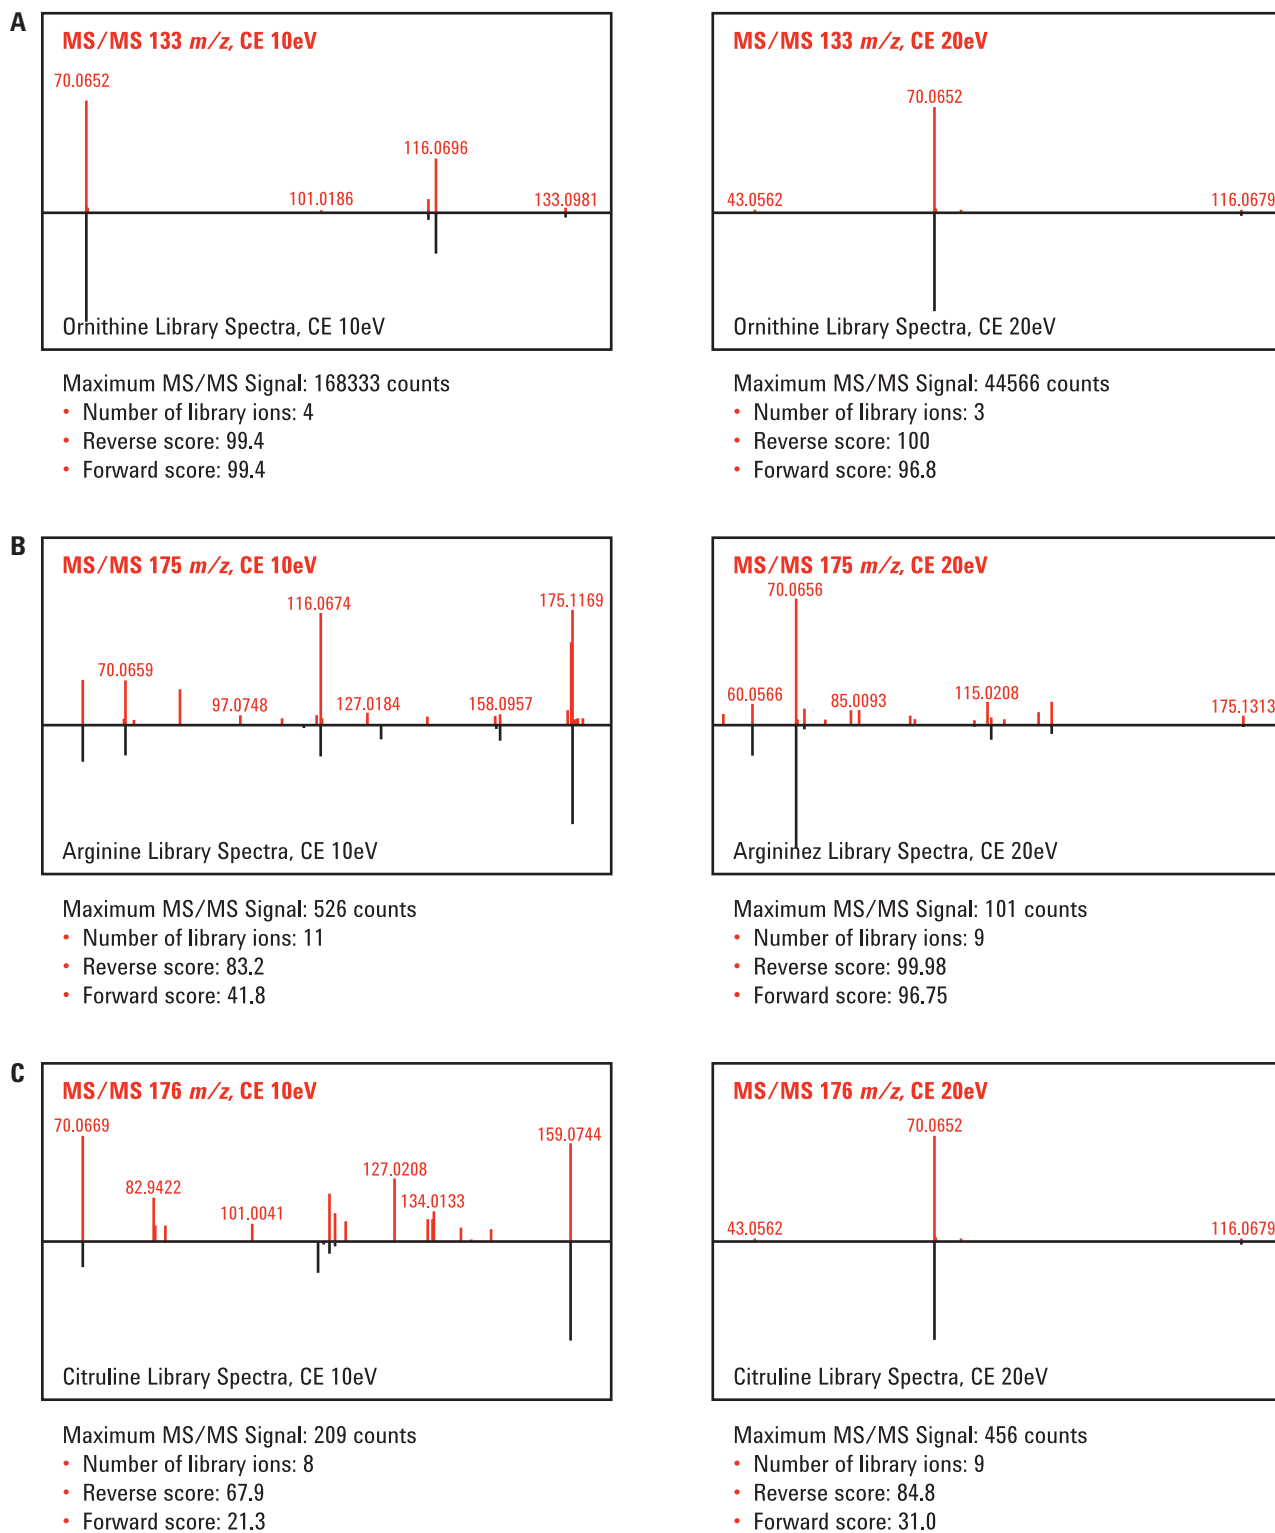 A
MS/MS 133 m/z, CE 10eV
70.0652
116.0696
101.0186
133.0981
Ornithine Library Spectra, CE 10eV
Maximum MS/MS Signal: 168333 counts
• Number of library ions: 4
• Reverse score: 99.4
• Forward score: 99.4
MS/MS 133 m/z, CE 20eV
70.0652
43.0562
116.0679
Ornithine Library Spectra, CE 20eV
Maximum MS/MS Signal: 44566 counts
• Number of library ions: 3
• Reverse score: 100
• Forward score: 96.8
B
MS/MS 175 m/z, CE 10eV
175.1169
116.0674
70.0659
97.0748
127.0184
158.0957
Arginine Library Spectra, CE 10eV
Maximum MS/MS Signal: 526 counts
• Number of library ions: 11
• Reverse score: 83.2
• Forward score: 41.8
MS/MS 175 m/z, CE 20eV
70.0656
60.0566
85.0093
115.0208
175.1313
Argininez Library Spectra, CE 20eV
Maximum MS/MS Signal: 101 counts
• Number of library ions: 9
• Reverse score: 99.98
• Forward score: 96.75
C
MS/MS 176 m/z, CE 10eV
70.0669
159.0744
127.0208
82.9422
134.0133
101.0041
Citruline Library Spectra, CE 10eV
Maximum MS/MS Signal: 209 counts
• Number of library ions: 8
• Reverse score: 67.9
• Forward score: 21.3
MS/MS 176 m/z, CE 20eV
70.0652
43.0562
116.0679
Citruline Library Spectra, CE 20eV
Maximum MS/MS Signal: 456 counts
• Number of library ions: 9
• Reverse score: 84.8
• Forward score: 31.0